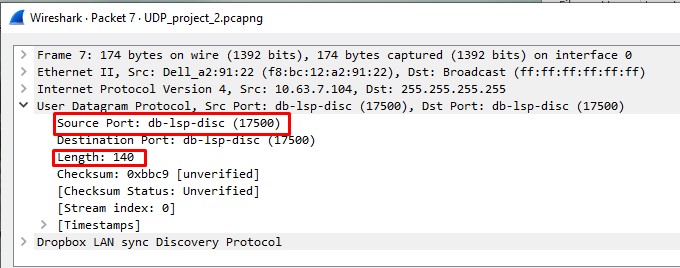 Wireshark · Packet 7 · UDP_project_2.pcapng
Frame 7: 174 bytes on wire (1392 bits), 174 bytes captured (1392 bits) on interface 0
Ethernet II, Src: Dell_a2:91:22 (f8:bc:12:a2:91:22), Dst: Broadcast (ff:ff:ff:ff:ff:ff)
Internet Protocol Version 4, Src: 10.63.7.104, Dst: 255.255.255.255
User Datagram Protocol, Src Port: db-lsp-disc (17500), Dst Port: db-lsp-disc (17500)
Source Port: db-lsp-disc (17500)
Destination Port: db-lsp-disc (17500)
Length: 140
Checksum: 0xbbc9 [unverified]
[Checksum Status: Unverified]
[Stream index: 0]
[Timestamps]
Dropbox LAN sync Discovery Protocol